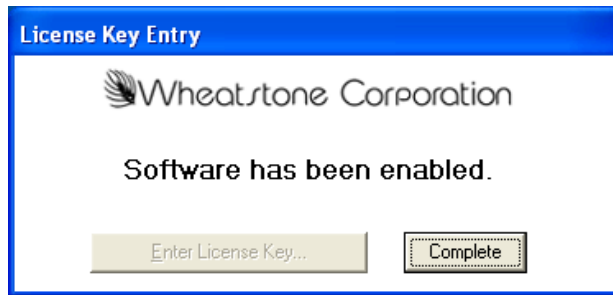 License Key Entry
Wheatstone Corporation
Software has been enabled.
Enter License Key...
Complete